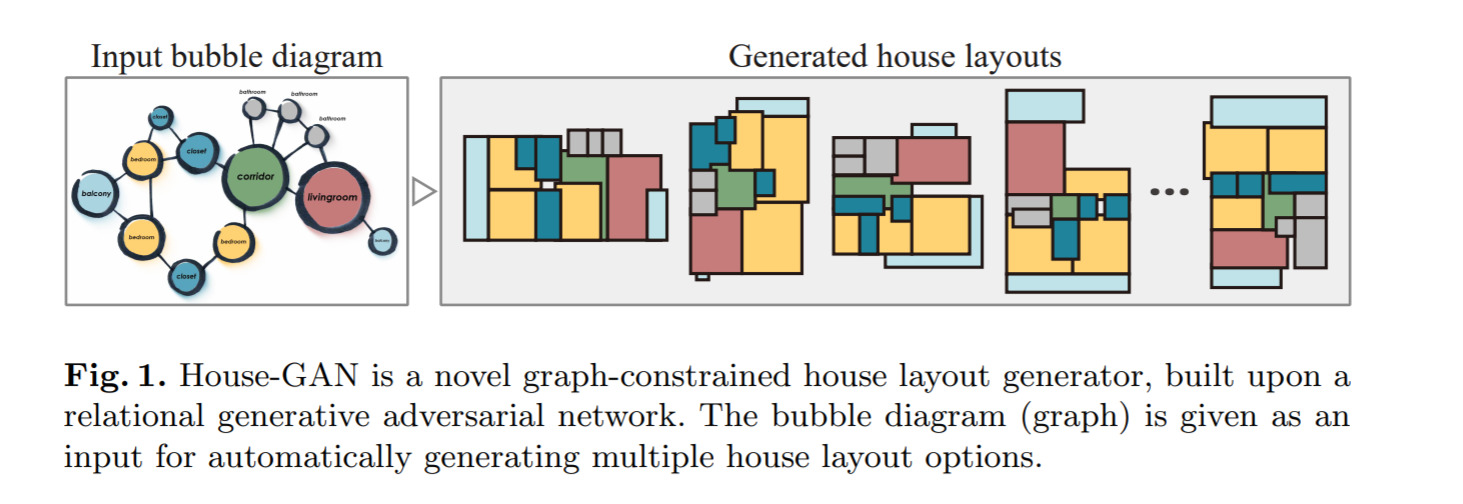 Input bubble diagram
Generated house layouts
bathroom
bathroom
bathroom
closet
closet
bedroom
corridor
balcony
livingroom
bedroom
bedroom
closet
Fig. 1. House-GAN is a novel graph-constrained house layout generator, built upon a
relational generative adversarial network. The bubble diagram (graph) is given as an
input for automatically generating multiple house layout options.